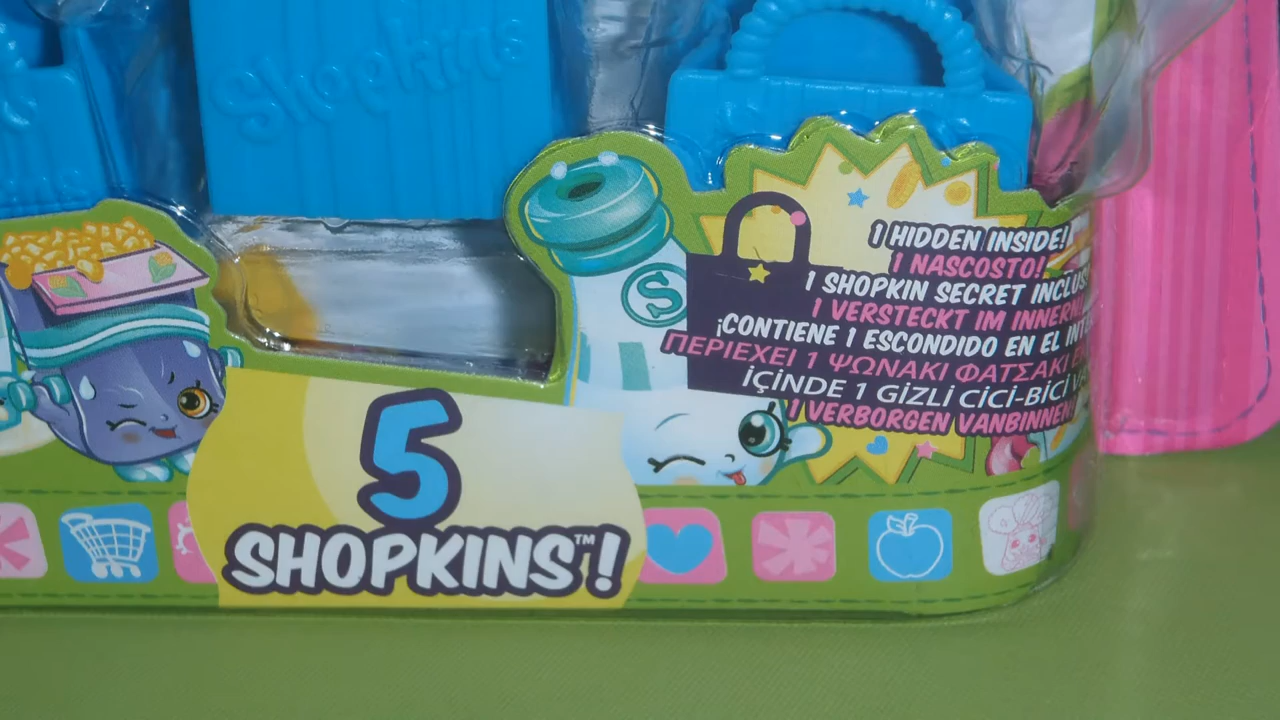 Shopkins
S
1 HIDDEN INSIDE!
1 NASCOSTO!
1 SHOPKIN SECRET
1 VERSTECKT IM
¡CONTIENE 1 ESCONDIDO EN EL
ΠΕΡΙΕΧΕΙ 1 ΨΩΝΑΚΙ ΦΑΤΣΑΚΙ
İÇİNDE 1 GİZLİ CİCİ-BİCİ
1 VERBORGEN VANBINNEN!
5
SHOPKINS™!